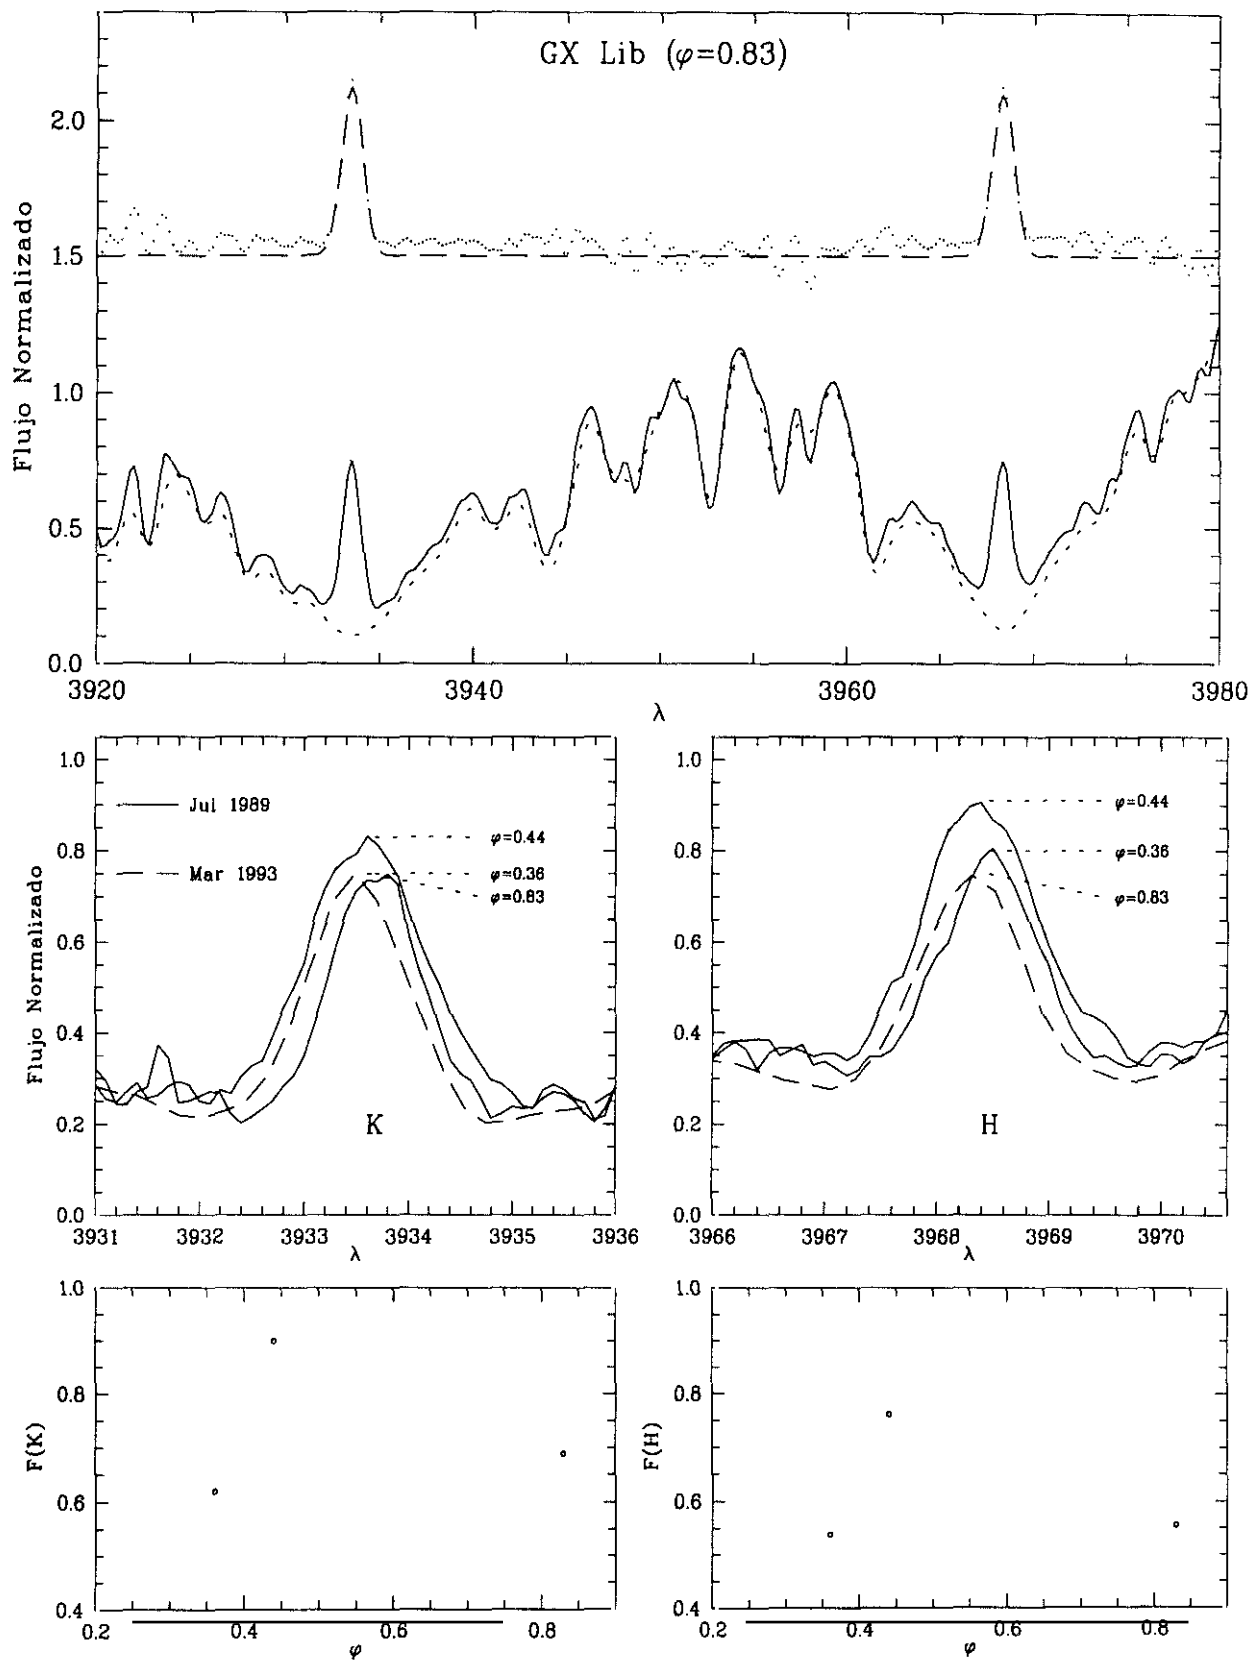 GX Lib (φ=0.83)
Flujo Normalizado
Flujo Normalizado
2.0
1.5
1.0
0.5
0.0
3920
3940
3960
3980
λ
Flujo Normalizado
1.0
0.8
0.6
0.4
0.2
0.0
Jul 1989
Mar 1993
φ=0.44
φ=0.36
φ=0.83
K
3931
3932
3933
3934
3935
3936
λ
1.0
0.8
0.6
0.4
0.2
0.0
φ=0.44
φ=0.36
φ=0.83
H
3966
3967
3968
3969
3970
λ
F(K)
1.0
0.8
0.6
0.4
0.2
0.4
0.6
0.8
φ
F(H)
1.0
0.8
0.6
0.4
0.2
0.4
0.6
0.8
φ